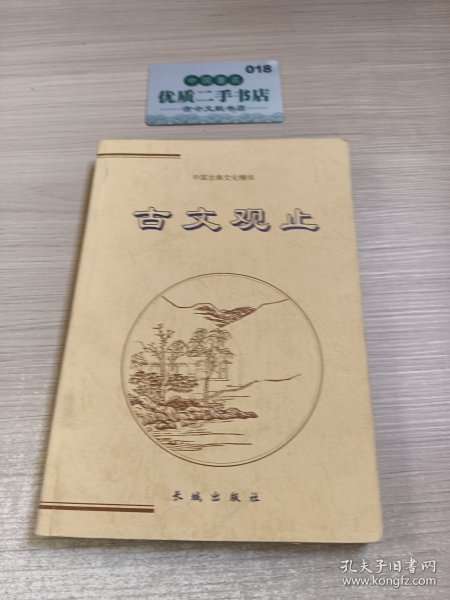 018
优质二手书店
中国古典文化精华
古文观止
长城出版社
孔夫子旧书网
www.kongfz.com